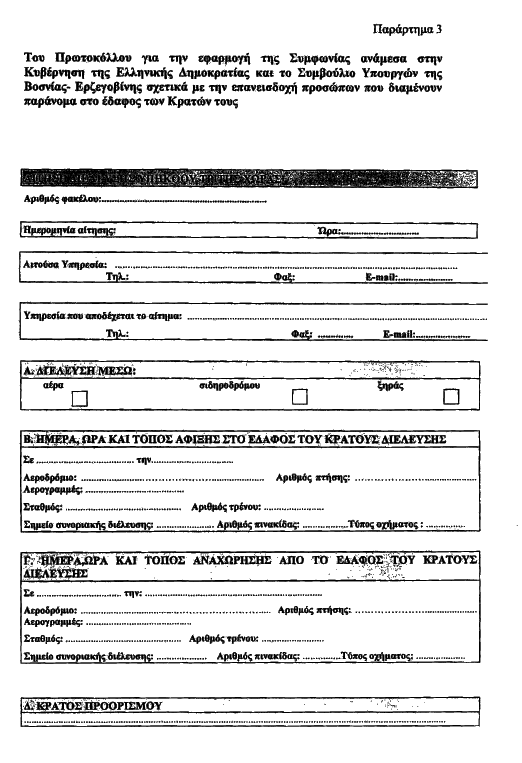 Παράρτημα 3
Του Πρωτοκόλλου για την εφαρμογή της Συμφωνίας ανάμεσα στην
Κυβέρνηση της Ελληνικής Δημοκρατίας και το Συμβούλιο Υπουργών της
Βοσνίας- Ερζεγοβίνης σχετικά με την επανεισδοχή προσώπων που διαμένουν
παράνομα στο έδαφος των Κρατών τους
Αριθμός φακέλου:
Ημερομηνία αίτησης: Ώρα:
Αιτούσα Υπηρεσία:
Τηλ.: Φαξ: E-mail:
Υπηρεσία που αποδέχεται το αίτημα:
Τηλ.: Φαξ: E-mail:
Α. ΔΙΕΛΕΥΣΗ ΜΕΣΩ:
αέρα σιδηροδρόμου ξηράς
Β. ΗΜΕΡΑ, ΩΡΑ ΚΑΙ ΤΟΠΟΣ ΑΦΙΞΗΣ ΣΤΟ ΕΔΑΦΟΣ ΤΟΥ ΚΡΑΤΟΥΣ ΔΙΕΛΕΥΣΗΣ
Σε την
Αεροδρόμιο: Αριθμός πτήσης:
Αερογραμμές:
Σταθμός: Αριθμός τρένου:
Σημείο συνοριακής διέλευσης: Αριθμός πινακίδας: Τύπος οχήματος :
Γ. ΗΜΕΡΑ,ΩΡΑ ΚΑΙ ΤΟΠΟΣ ΑΝΑΧΩΡΗΣΗΣ ΑΠΟ ΤΟ ΕΔΑΦΟΣ ΤΟΥ ΚΡΑΤΟΥΣ
ΔΙΕΛΕΥΣΗΣ
Σε την:
Αεροδρόμιο: Αριθμός πτήσης:
Αερογραμμές:
Σταθμός: Αριθμός τρένου:
Σημείο συνοριακής διέλευσης: Αριθμός πινακίδας: Τύπος οχήματος:
Δ. ΚΡΑΤΟΣ ΠΡΟΟΡΙΣΜΟΥ